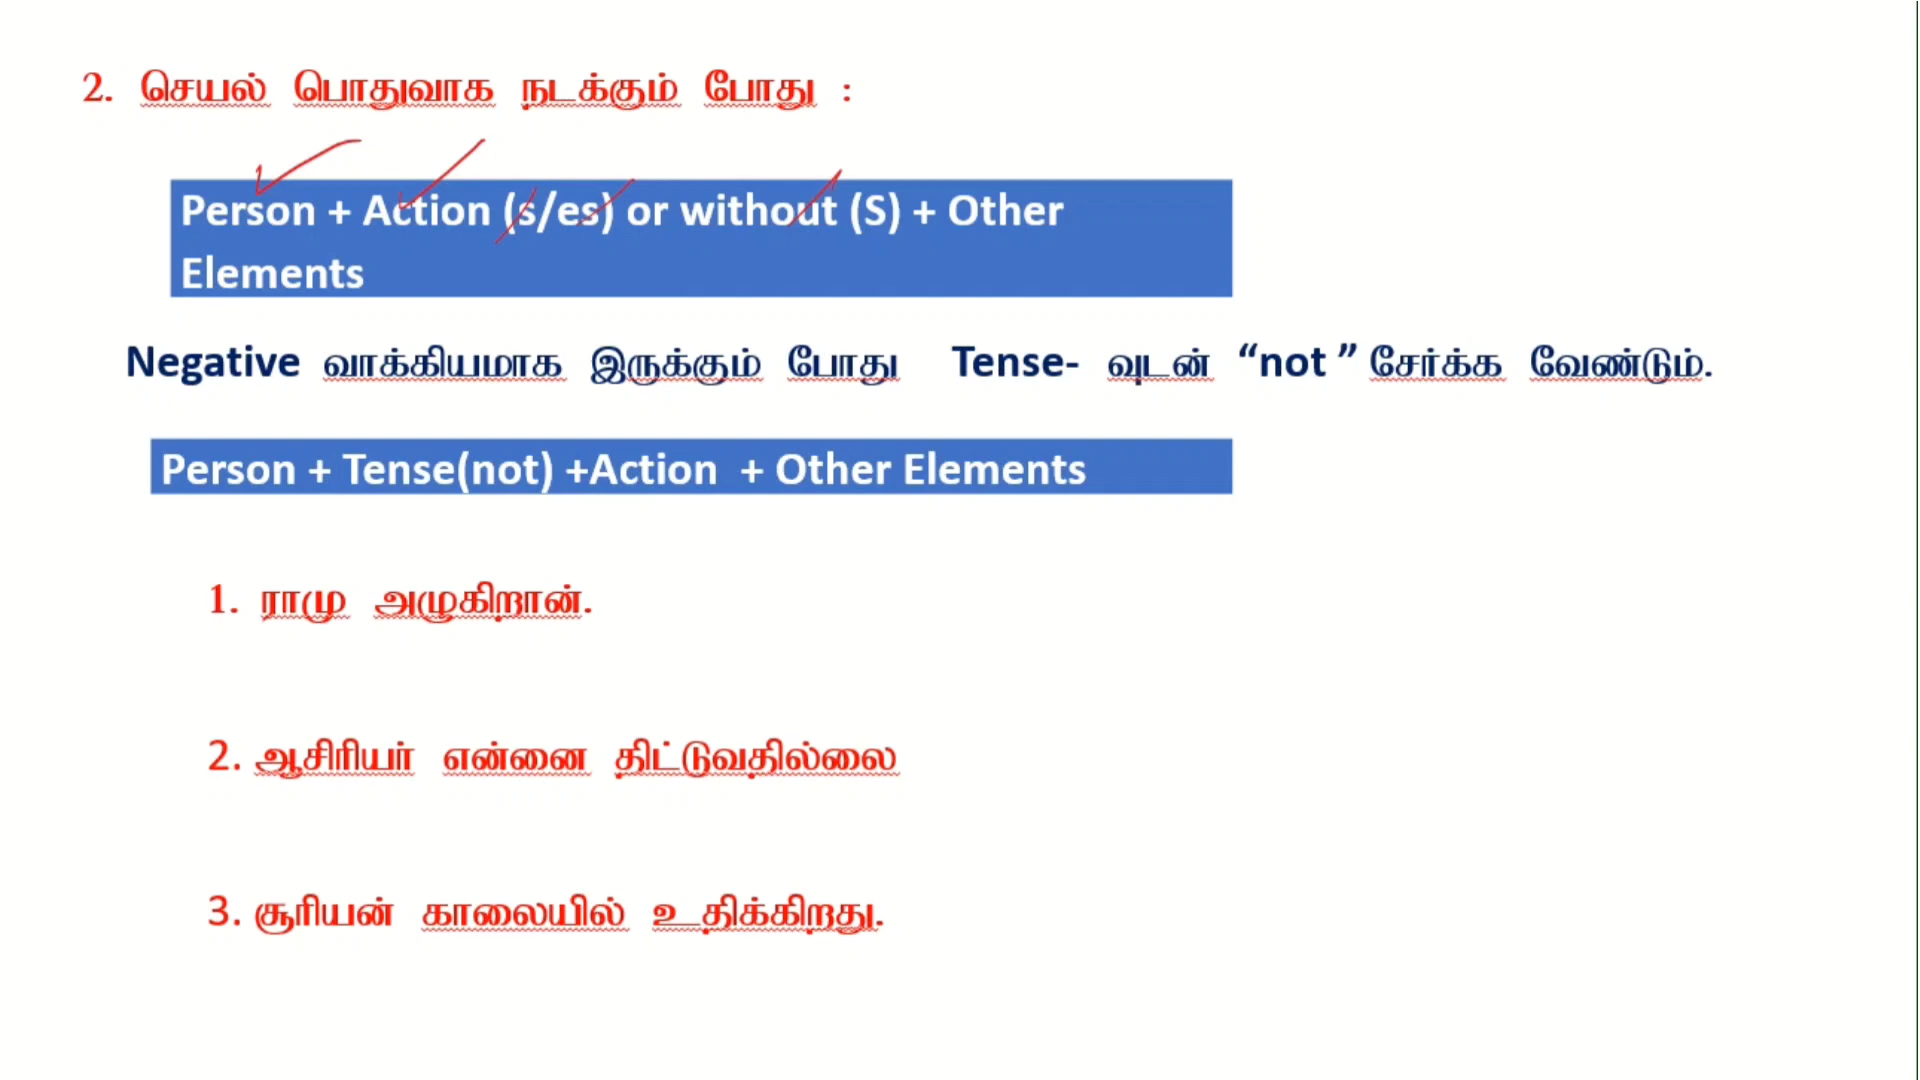 2. செயல் பொதுவாக நடக்கும் போது :
Person + Action (s/es) or without (S) + Other
Elements
Negative வாக்கியமாக இருக்கும் போது Tense- வுடன் “not ” சேர்க்க வேண்டும்.
Person + Tense(not) +Action + Other Elements
1. ராமு அழுகிறான்.
2. ஆசிரியர் என்னை திட்டுவதில்லை
3. சூரியன் காலையில் உதிக்கிறது.